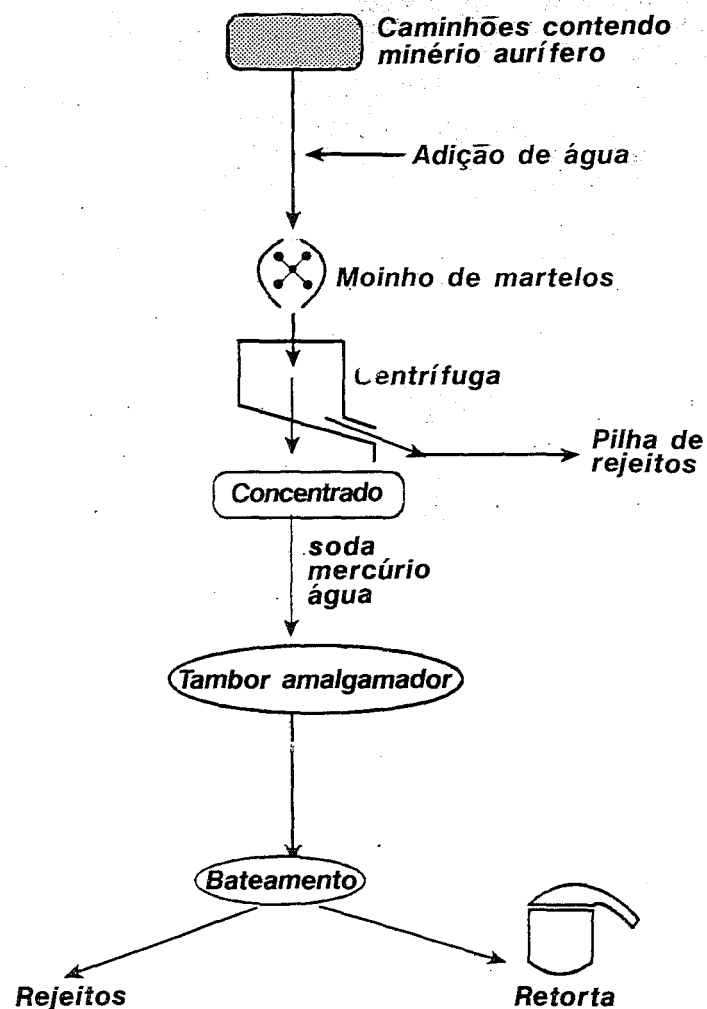 Caminhões contendo
minério aurífero
Adição de água
Moinho de martelos
Centrífuga
Pilha de
rejeitos
Concentrado
soda
mercúrio
água
Tambor amalgamador
Bateamento
Rejeitos
Retorta